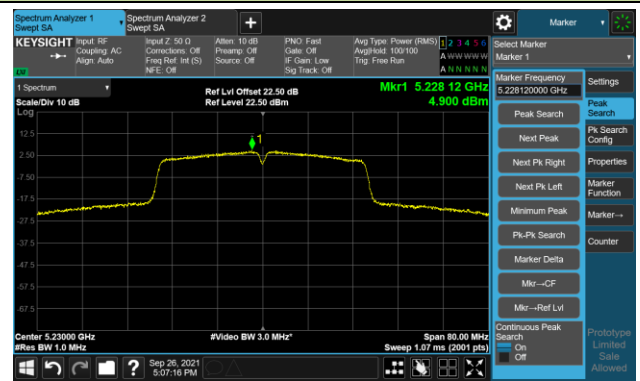 Spectrum Analyzer 1
Swept SA
Spectrum Analyzer 2
Swept SA
+
Marker
KEYSIGHT
Input: RF
Coupling: AC
Align: Auto
Input Z: 50 Ω
Corrections: Off
Freq Ref: Int (S)
NFE: Off
Atten: 10 dB
Preamp: Off
Source: Off
PNO: Fast
Gate: Off
IF Gain: Low
Sig Track: Off
Avg Type: Power (RMS)
Avg|Hold: 100/100
Trig: Free Run
1 2 3 4 5 6
A W W W W W
A N N N N N
Select Marker
Marker 1
1 Spectrum
Scale/Div 10 dB
Log
Ref Lvl Offset 22.50 dB
Ref Level 22.50 dBm
Mkr1 5.228 12 GHz
4.900 dBm
12.5
2.50
-7.50
-17.5
-27.5
-37.5
-47.5
-57.5
-67.5
1
Center 5.23000 GHz
#Res BW 1.0 MHz
#Video BW 3.0 MHz*
Span 80.00 MHz
Sweep 1.07 ms (2001 pts)
Marker Frequency
5.228120000 GHz
Peak Search
Next Peak
Next Pk Right
Next Pk Left
Minimum Peak
Pk-Pk Search
Marker Delta
Mkr→CF
Mkr→Ref Lvl
Continuous Peak
Search
On
Off
Settings
Peak
Search
Pk Search
Config
Properties
Marker
Function
Marker→
Counter
Prototype
Limited
Sale
Allowed
?
Sep 26, 2021
5:07:16 PM